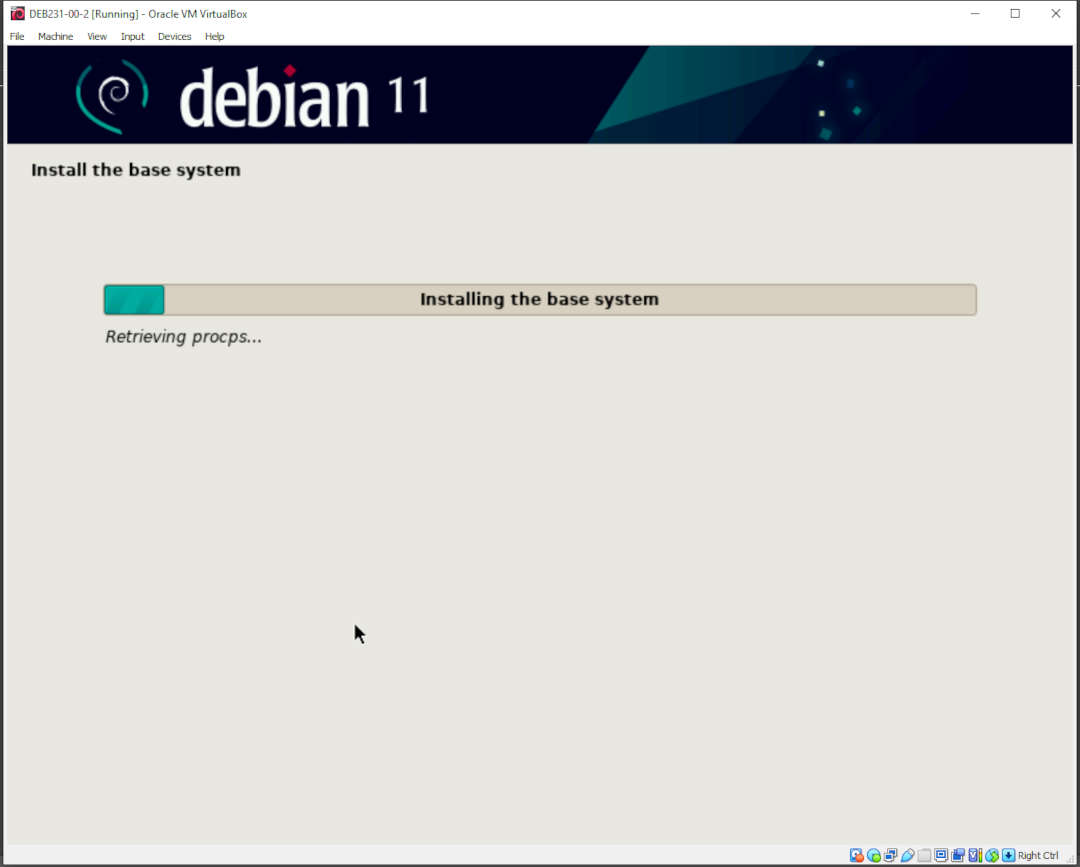 DEB231-00-2 [Running] - Oracle VM VirtualBox
File Machine View Input Devices Help
debian 11
Install the base system
Installing the base system
Retrieving procps...
Right Ctrl